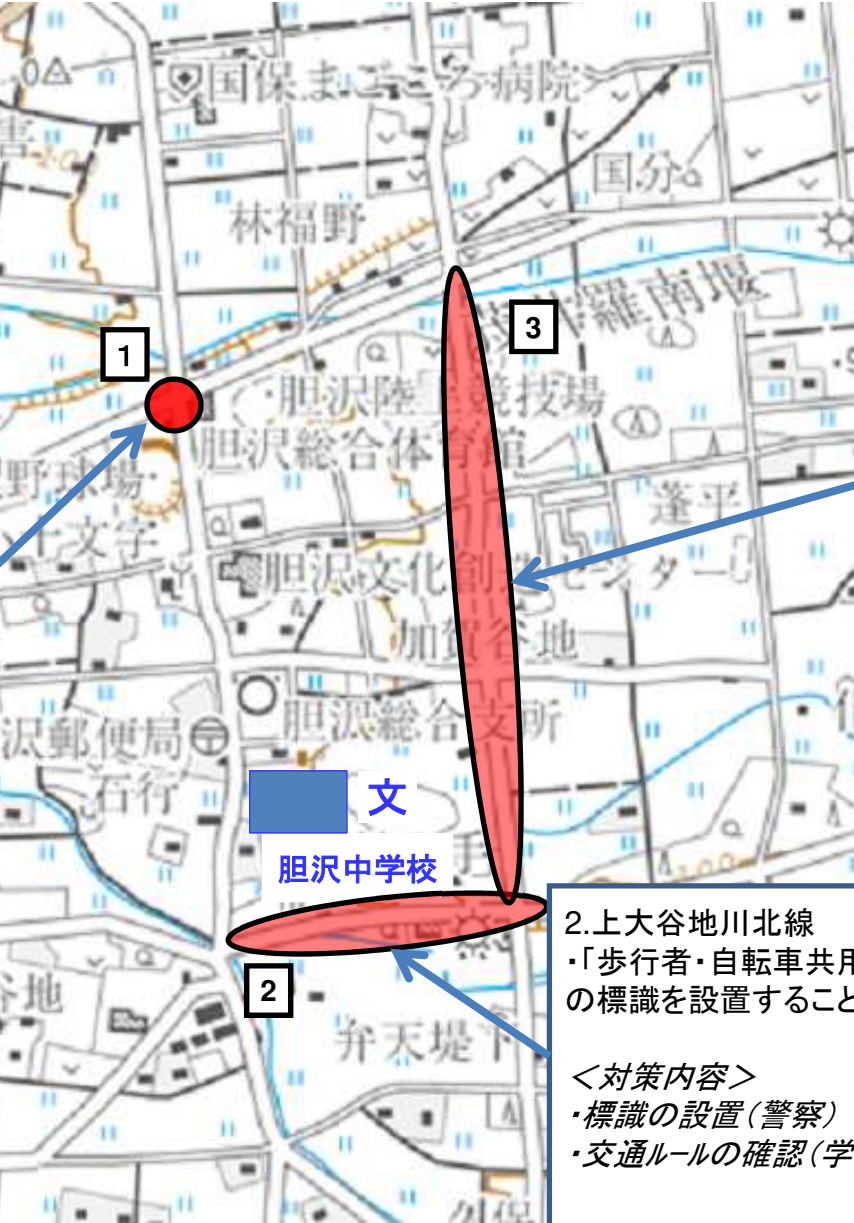 国保まごころ病院
国分
林福野
1
3
羅南堰
胆沢陸上競技場
胆沢総合体育館
野球場
十文字
蓬平
胆沢文化創造センター
加賀谷地
胆沢総合支所
沢郵便局
石行
文
胆沢中学校
2
谷地
弁天堤下
2.上大谷地川北線
・「歩行者・自転車共用
の標識を設置すること
＜対策内容＞
・標識の設置（警察）
・交通ルールの確認（学
久保